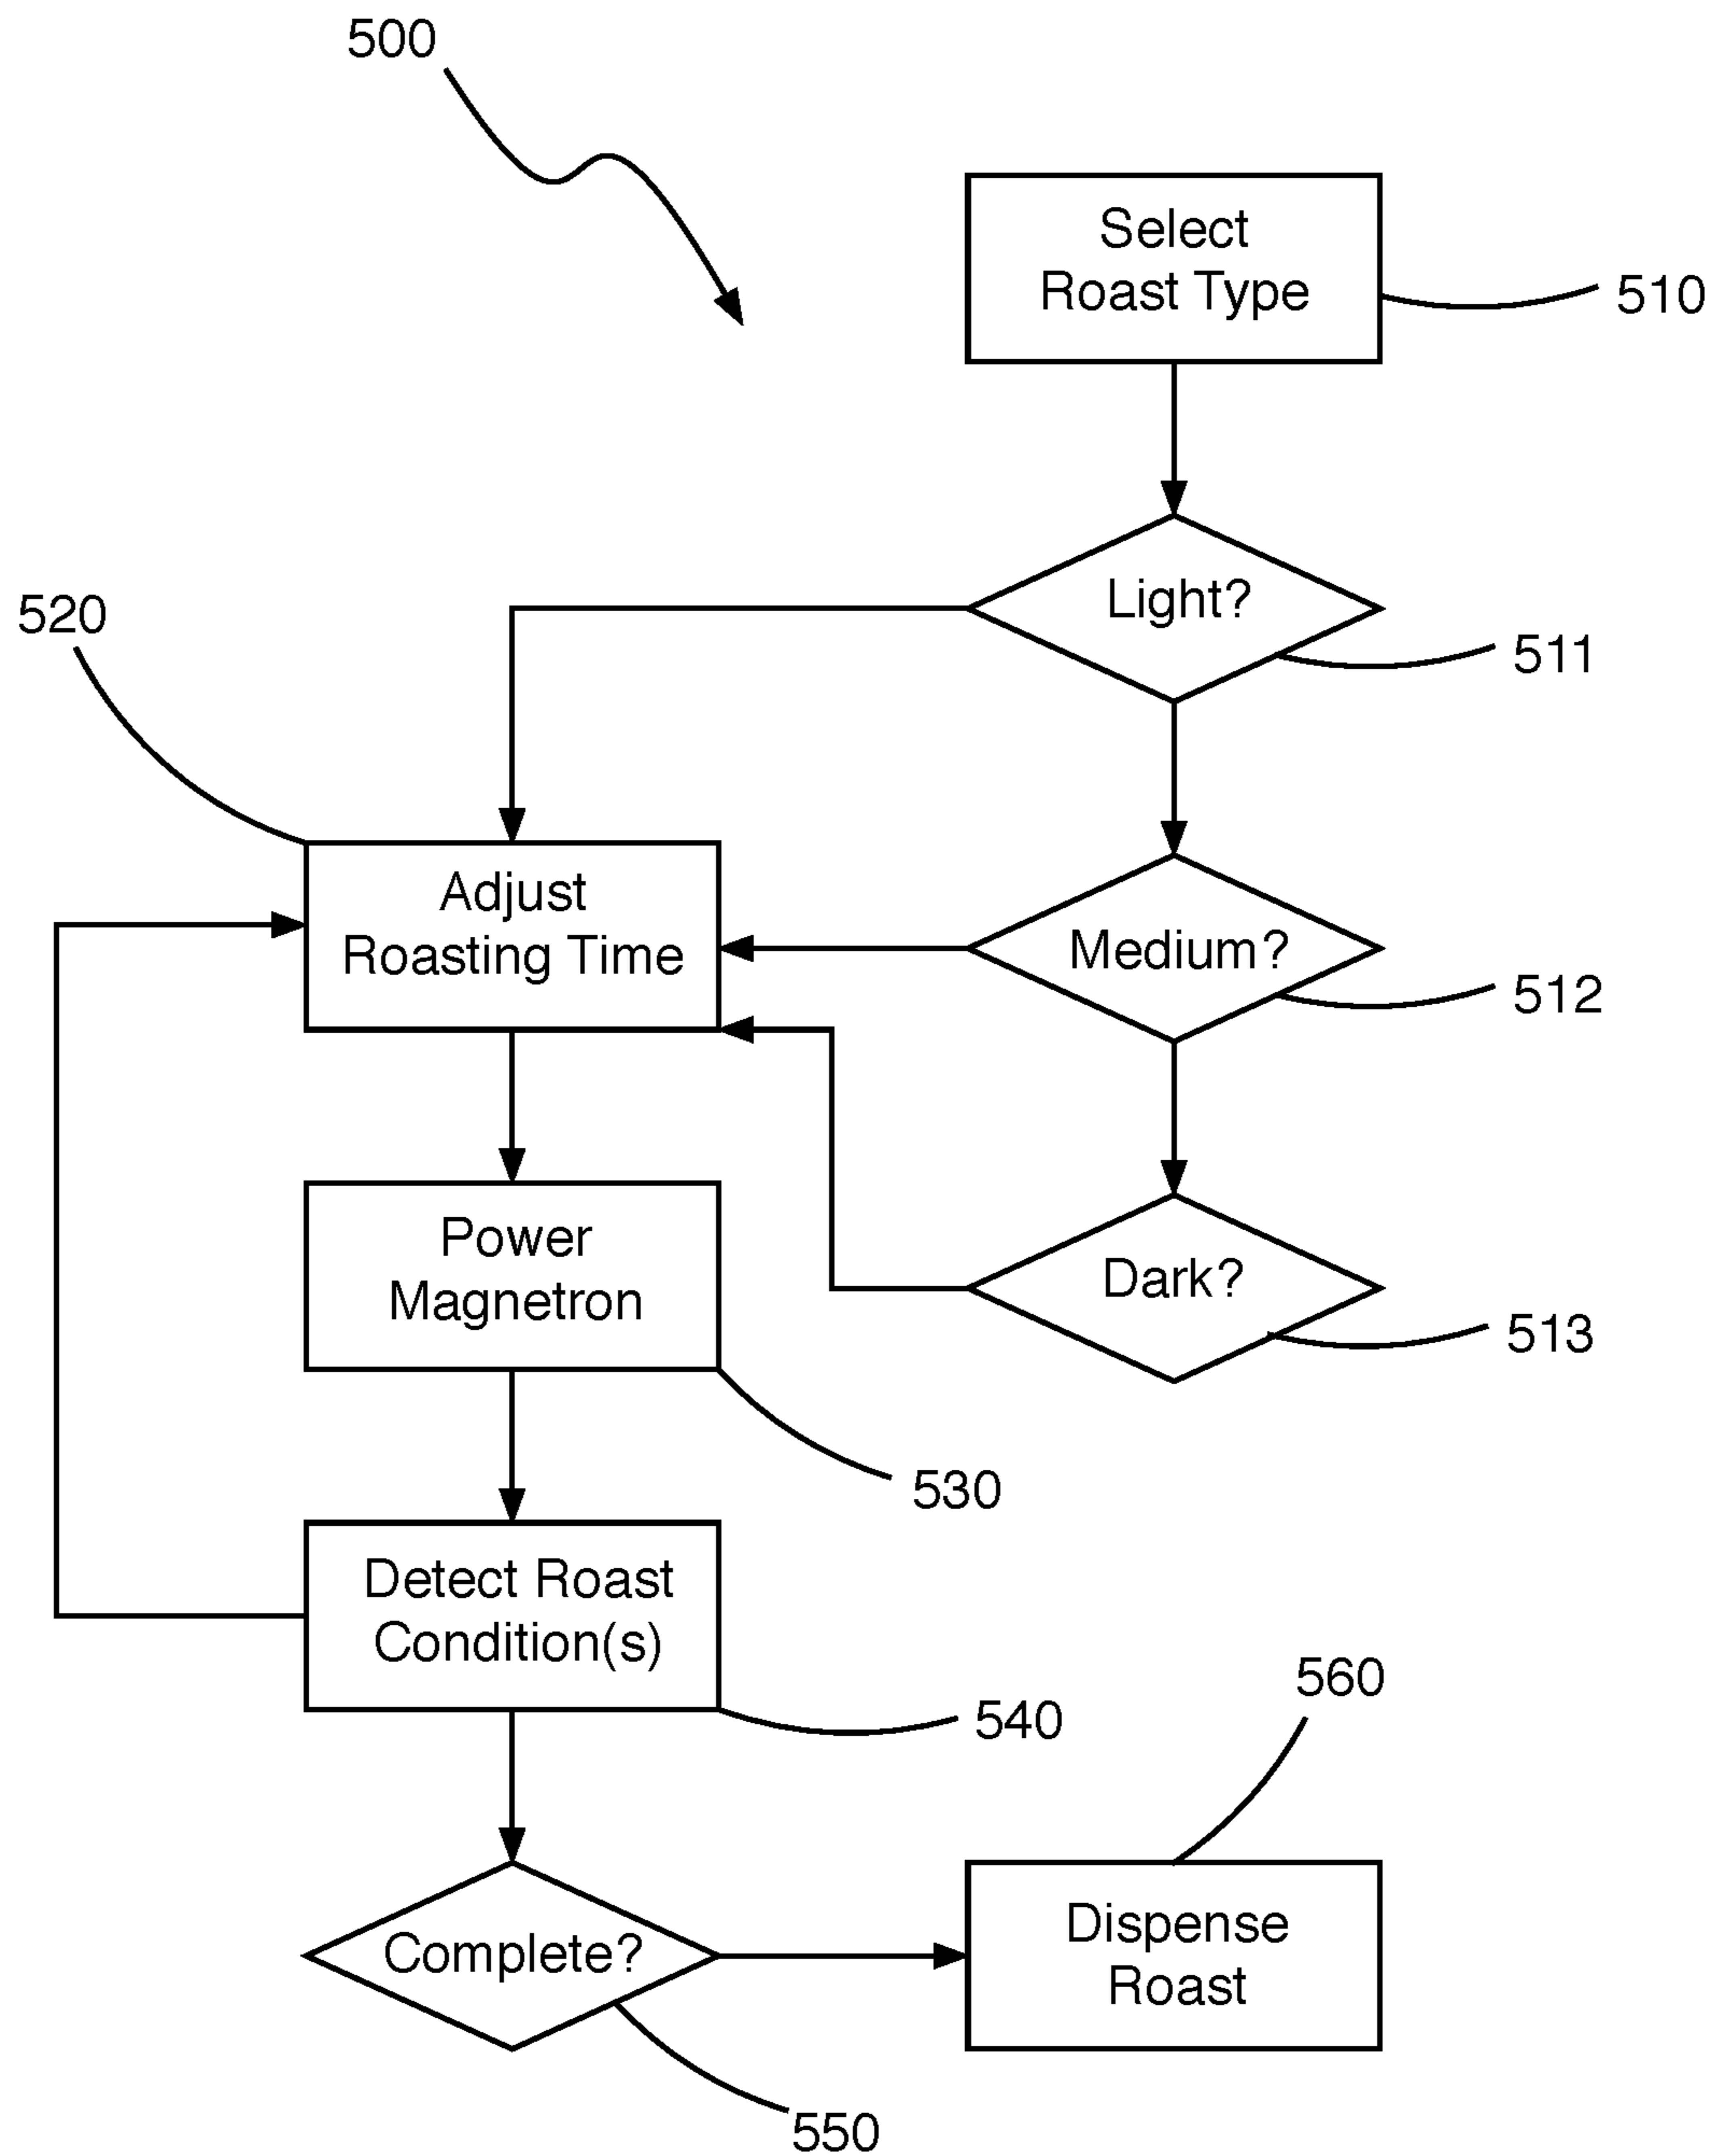 500
Select
Roast Type
510
Light?
511
520
Adjust
Roasting Time
Medium?
512
Power
Magnetron
Dark?
513
530
Detect Roast
Condition(s)
540
560
Complete?
Dispense
Roast
550